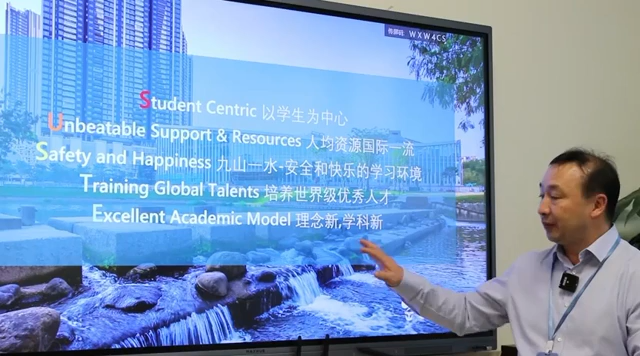 WXW4CS
Student Centric 以学生为中心
Unbeatable Support & Resources 人均资源国际一流
Safety and Happiness 九山一水-安全和快乐的学习环境
Training Global Talents 培养世界级优秀人才
Excellent Academic Model 理念新,学科新